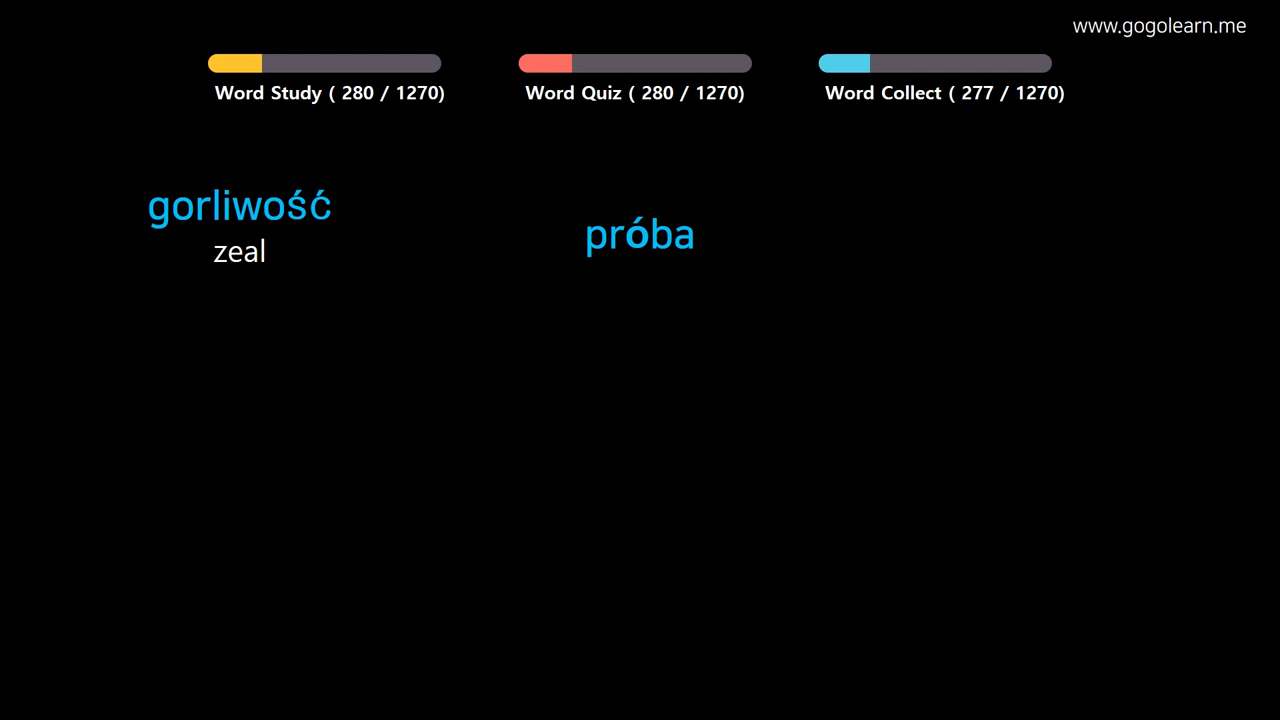 www.gogolearn.me
Word Study ( 280 / 1270)
Word Quiz ( 280 / 1270)
Word Collect ( 277 / 1270)
gorliwość
zeal
próba